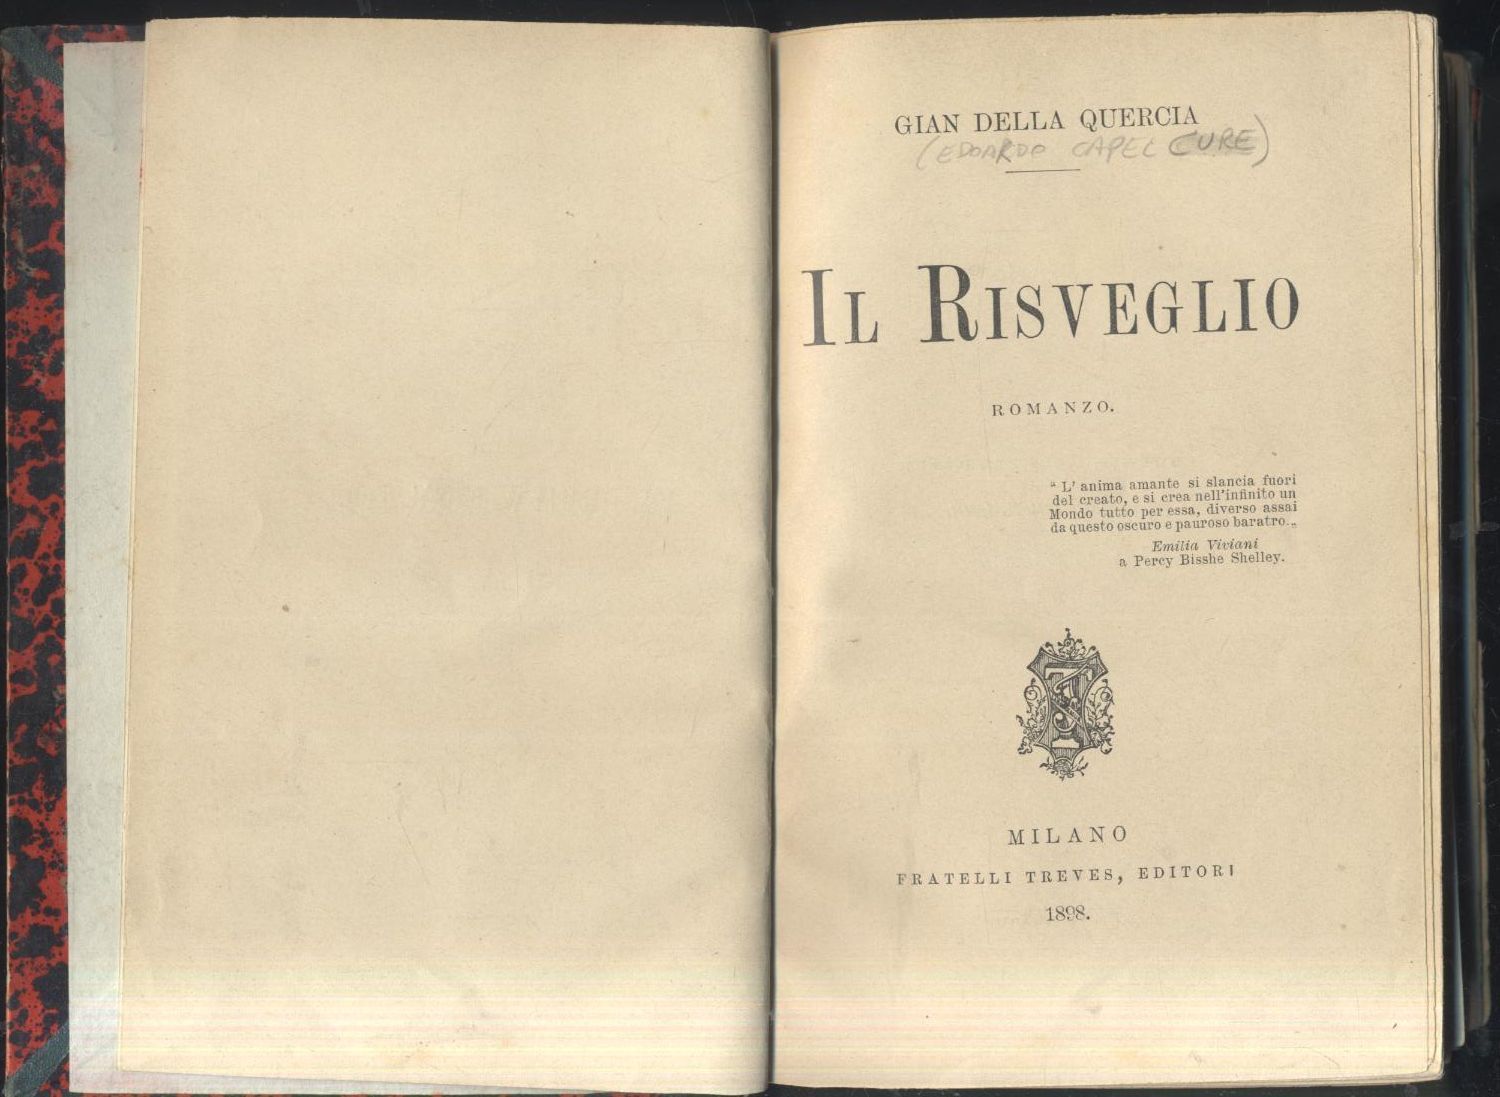 GIAN DELLA QUERCIA
(EDOARDO CAPEL CURE)
IL RISVEGLIO
ROMANZO.
“ L' anima amante si slancia fuori
del creato, e si crea nell'infinito un
Mondo tutto per essa, diverso assai
da questo oscuro e pauroso baratro.„
Emilia Viviani
a Percy Bisshe Shelley.
MILANO
FRATELLI TREVES, EDITORI
1898.